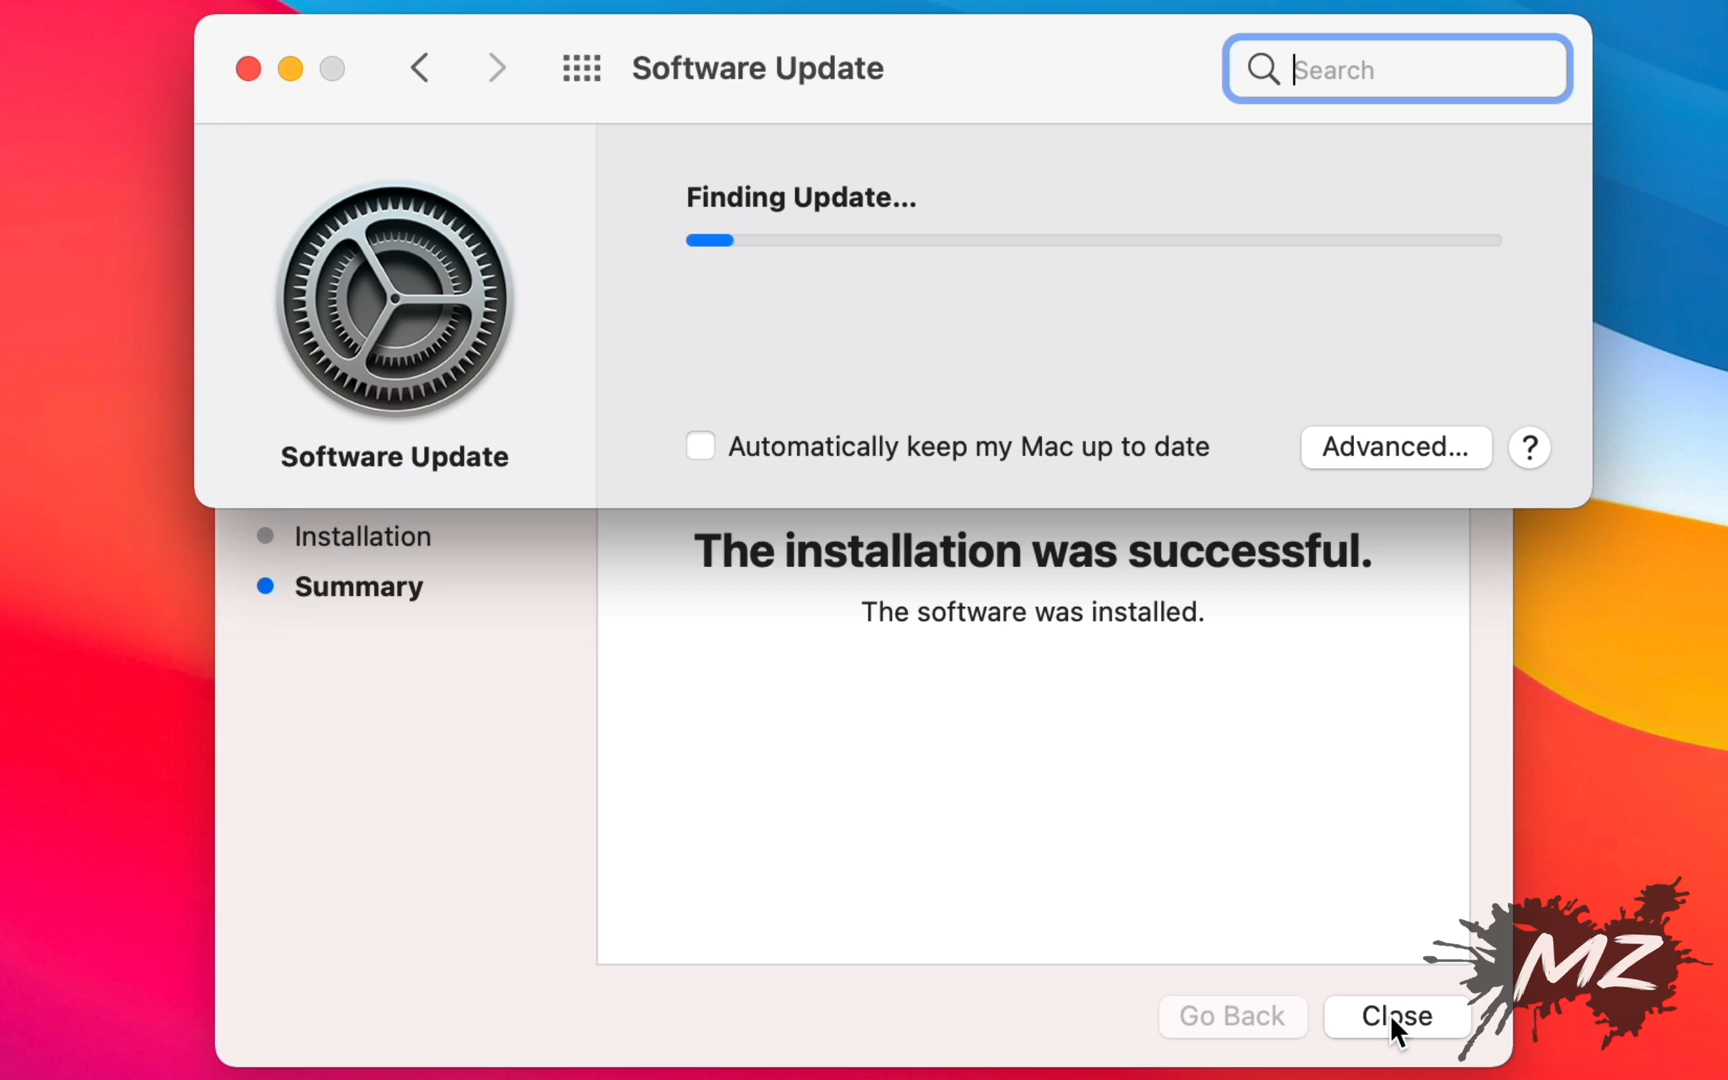 Software Update
Search
Finding Update...
Software Update
Automatically keep my Mac up to date
Advanced...
?
Installation
Summary
The installation was successful.
The software was installed.
Go Back
Close
MZ